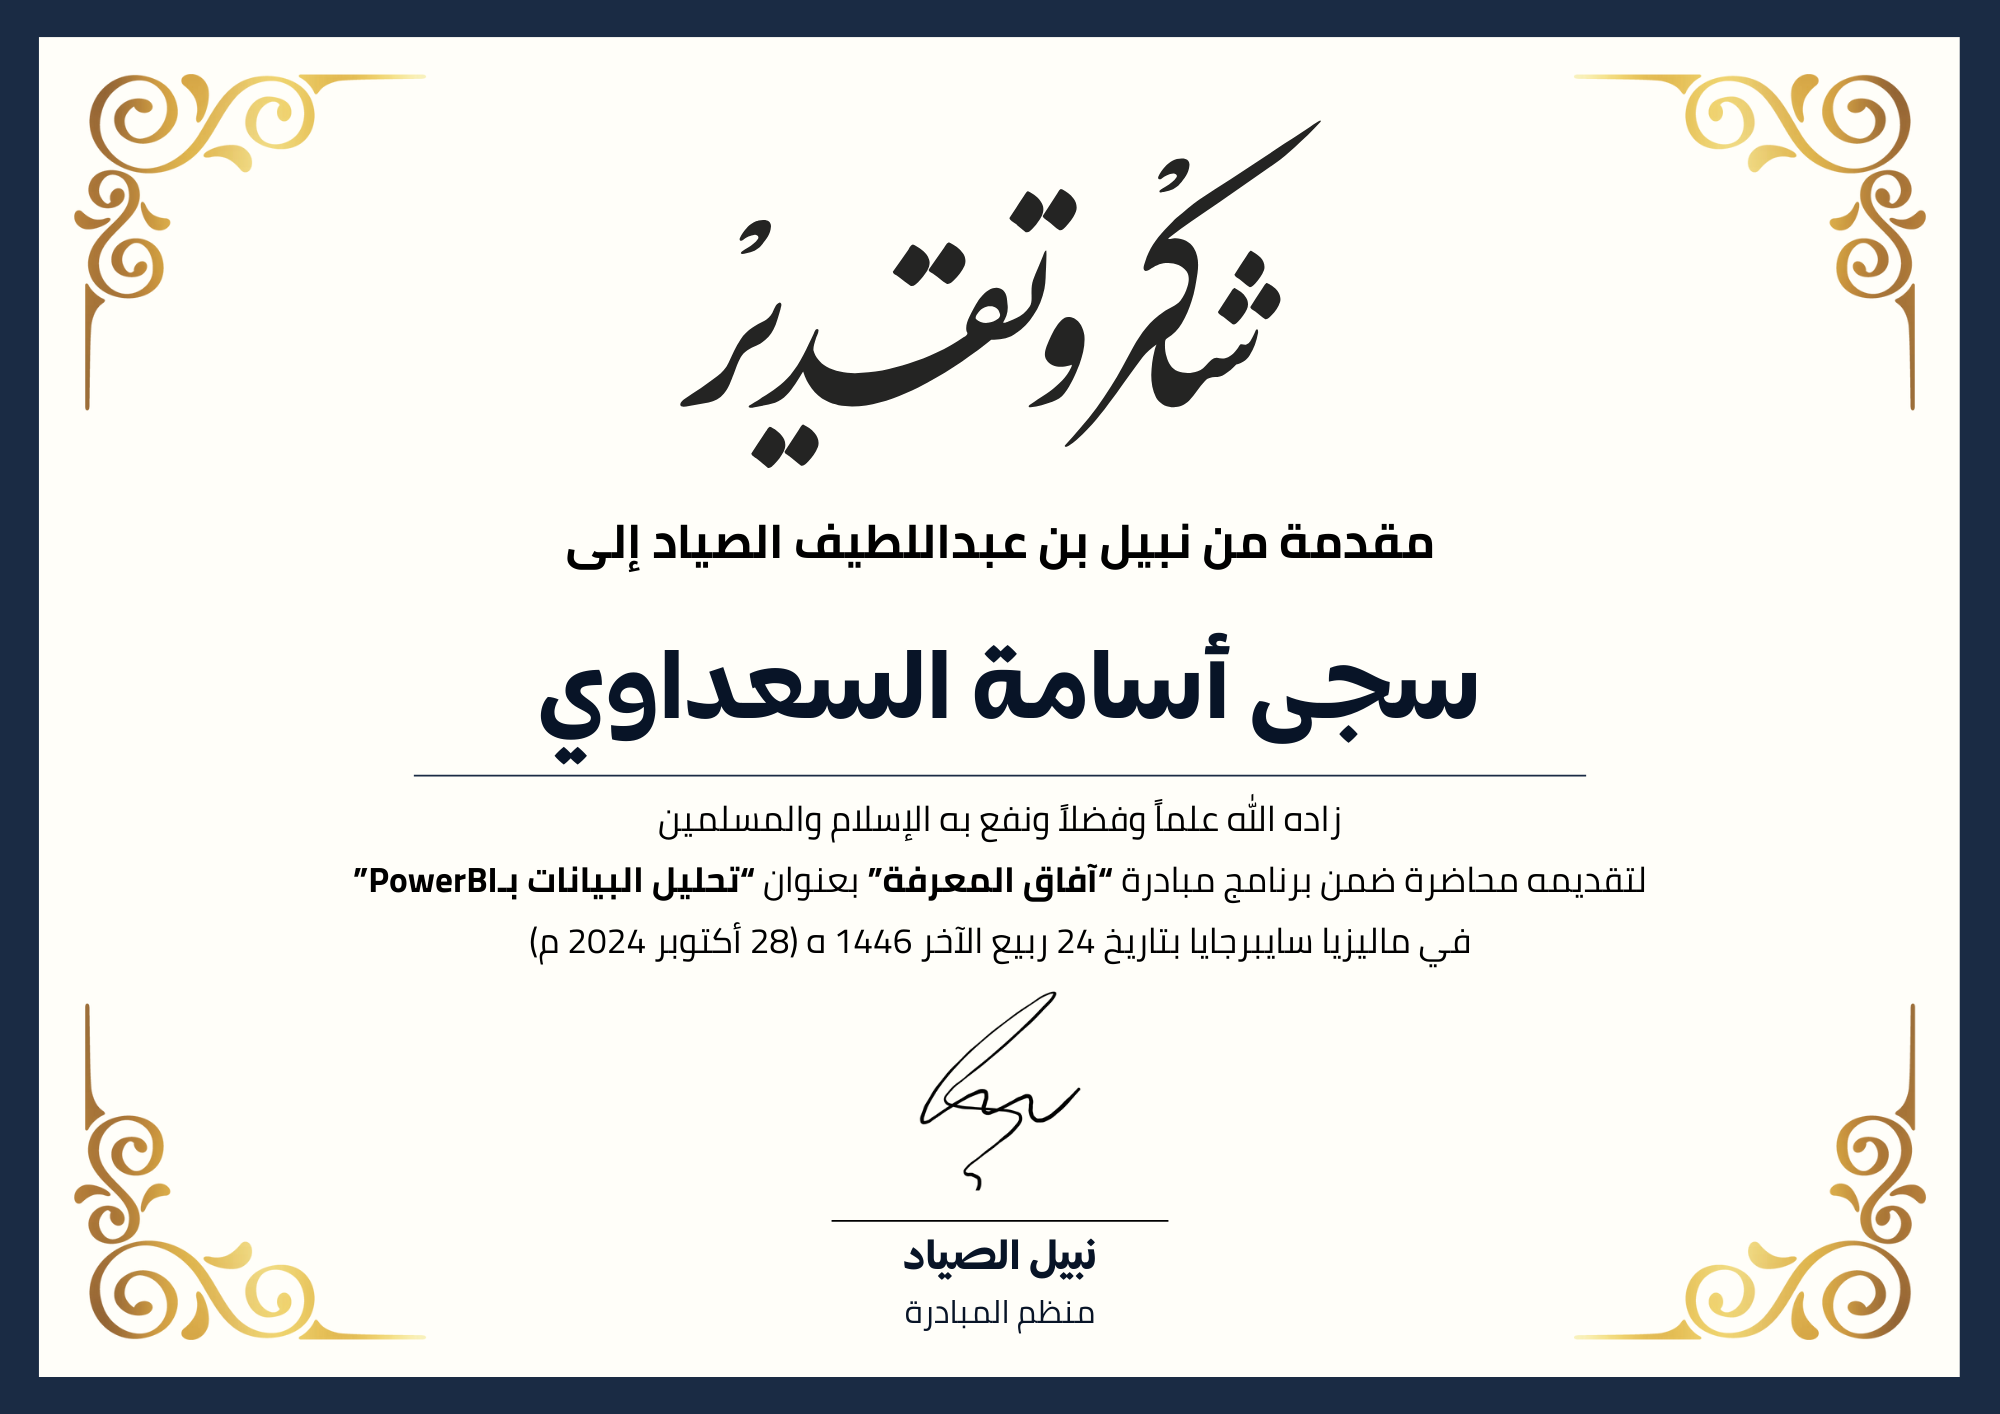 شكر وتقدير
مقدمة من نبيل بن عبداللطيف الصياد إلى
سجى أسامة السعداوي
زاده الله علماً وفضلاً ونفع به الإسلام والمسلمين
لتقديمه محاضرة ضمن برنامج مبادرة “آفاق المعرفة” بعنوان “تحليل البيانات بـPowerBI”
في ماليزيا سايبرجايا بتاريخ 24 ربيع الآخر 1446 ه (28 أكتوبر 2024 م)
نبيل الصياد
منظم المبادرة